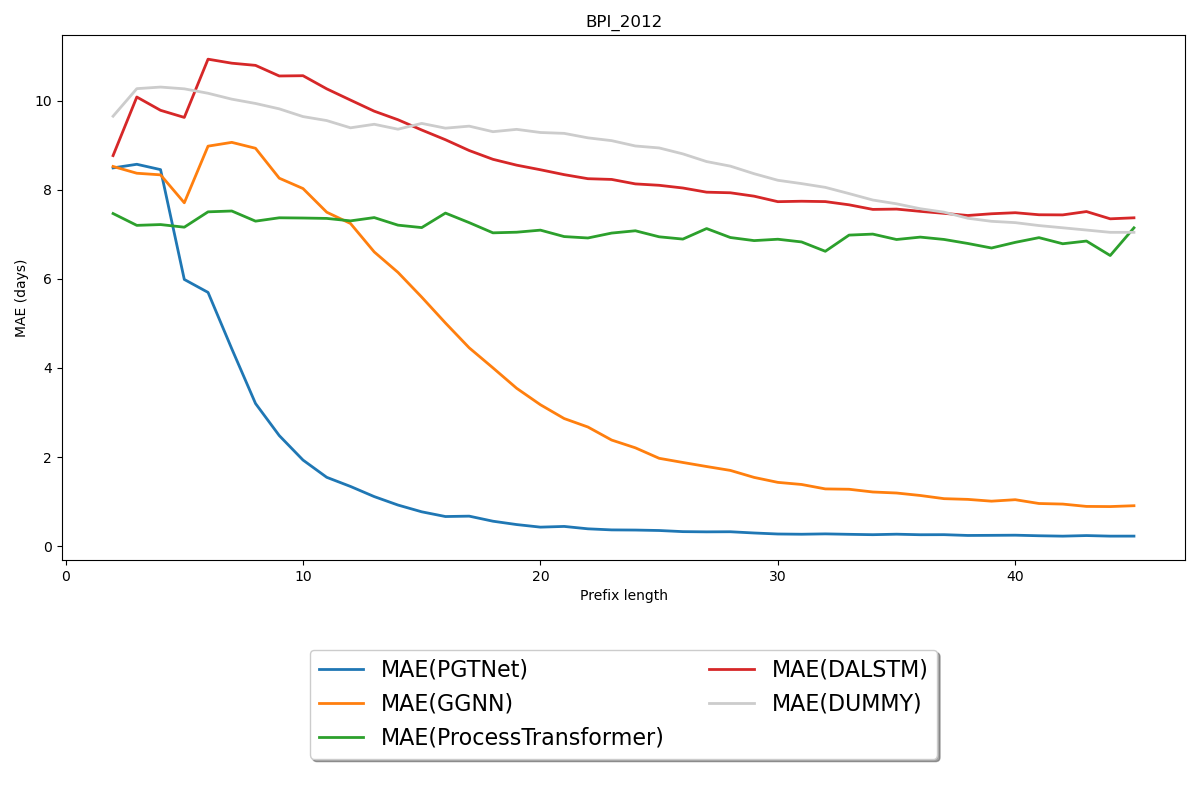 BPI_2012
MAE (days)
10
8
6
4
2
0
0 10 20 30 40
Prefix length
MAE(PGTNet)
MAE(GGNN)
MAE(ProcessTransformer)
MAE(DALSTM)
MAE(DUMMY)